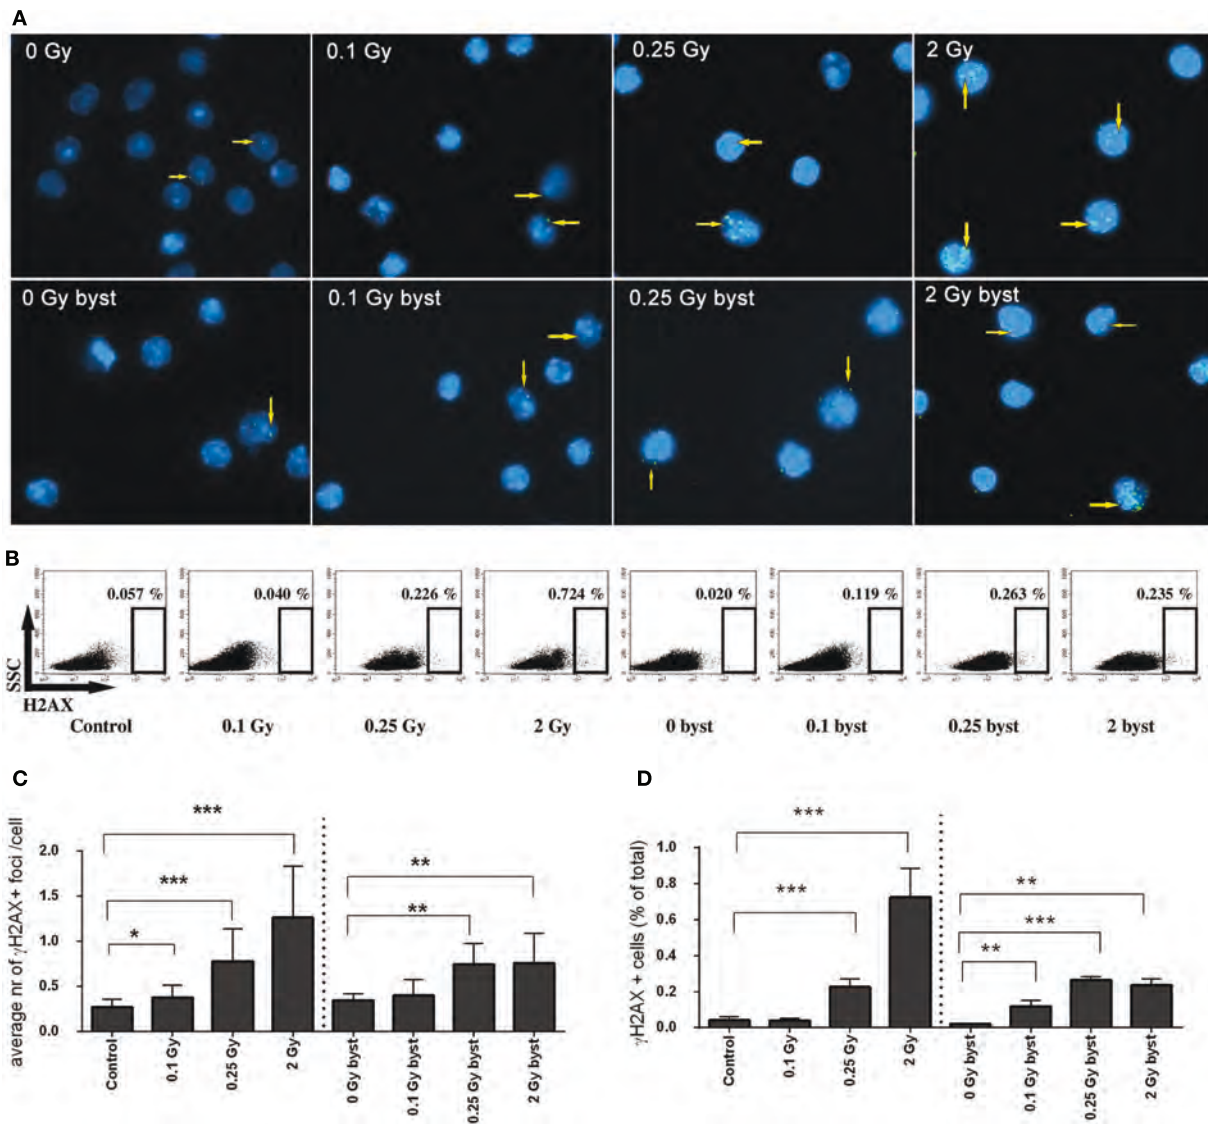 A
0 Gy
0.1 Gy
0.25 Gy
2 Gy
0 Gy byst
0.1 Gy byst
0.25 Gy byst
2 Gy byst
B
0.057 %
0.040 %
0.226 %
0.724 %
0.020 %
0.119 %
0.263 %
0.235 %
SSC
H2AX
Control
0.1 Gy
0.25 Gy
2 Gy
0 byst
0.1 byst
0.25 byst
2 byst
C
average nr of γH2AX+ foci /cell
2.0
1.5
1.0
0.5
0.0
***
***
*
**
**
Control
0.1 Gy
0.25 Gy
2 Gy
0 Gy byst
0.1 Gy byst
0.25 Gy byst
2 Gy byst
D
γH2AX + cells (% of total)
1.0
0.8
0.6
0.4
0.2
0.0
***
***
**
***
**
Control
0.1 Gy
0.25 Gy
2 Gy
0 Gy byst
0.1 Gy byst
0.25 Gy byst
2 Gy byst